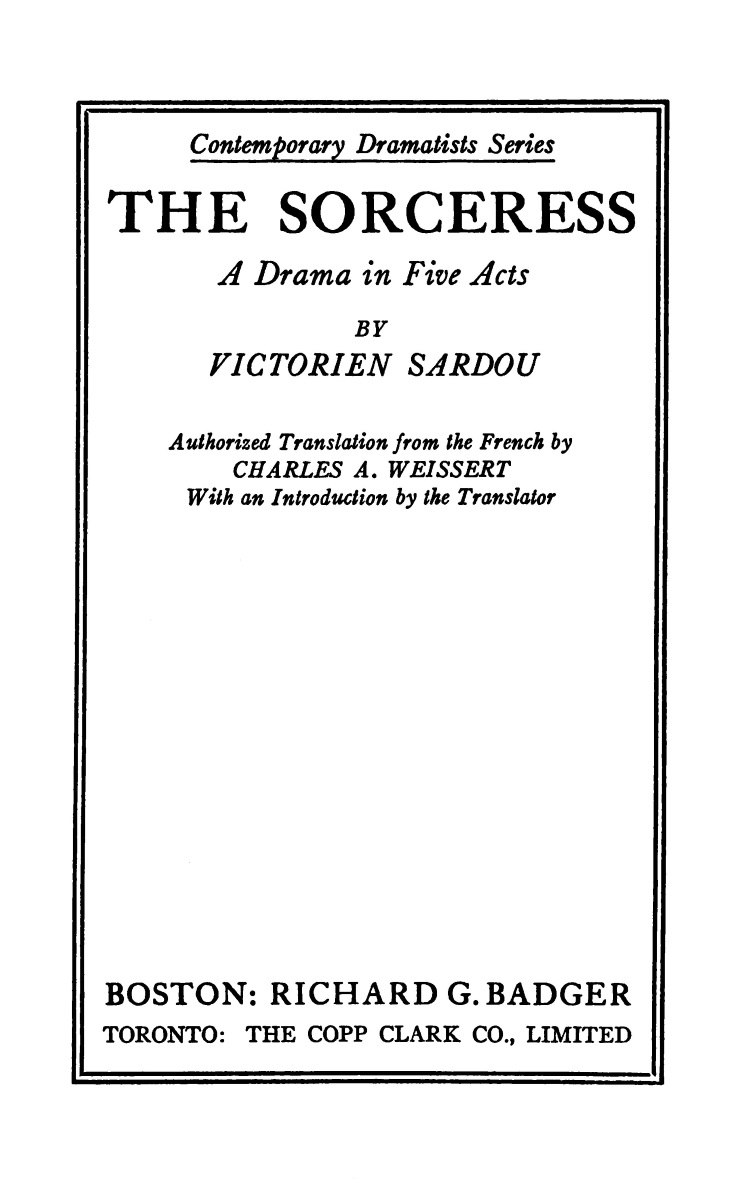 Contemporary Dramatists Series
THE SORCERESS
A Drama in Five Acts
BY
VICTORIEN SARDOU
Authorized Translation from the French by
CHARLES A. WEISSERT
With an Introduction by the Translator
BOSTON: RICHARD G. BADGER
TORONTO: THE COPP CLARK CO., LIMITED